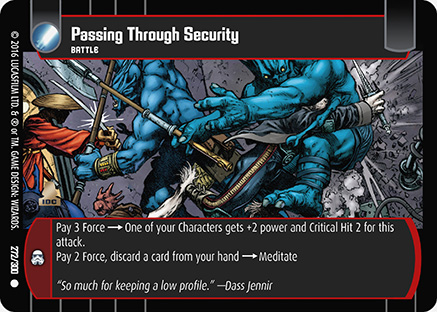 Passing Through Security
BATTLE
© 2016 LUCASFILM LTD. & ® or TM. GAME DESIGN: WIZARDS.
IDC
Pay 3 Force → One of your Characters gets +2 power and Critical Hit 2 for this
attack.
Pay 2 Force, discard a card from your hand → Meditate
"So much for keeping a low profile." —Dass Jennir
272/300